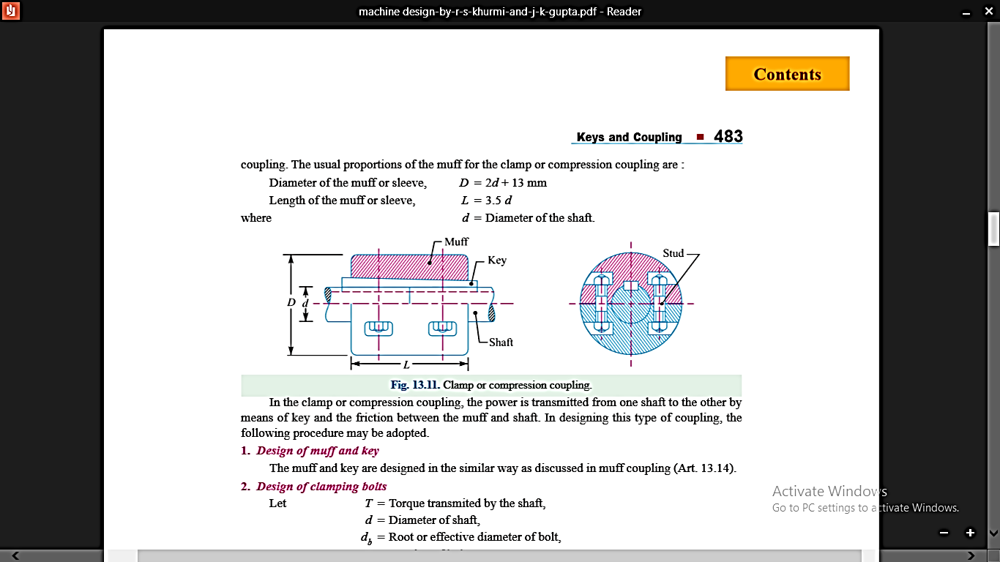 machine design-by-r-s-khurmi-and-j-k-gupta.pdf - Reader
Contents
Keys and Coupling ■ 483
coupling. The usual proportions of the muff for the clamp or compression coupling are :
Diameter of the muff or sleeve, D = 2d + 13 mm
Length of the muff or sleeve, L = 3.5 d
where d = Diameter of the shaft.
Muff
Key
Stud
D d
Shaft
L
Fig. 13.11. Clamp or compression coupling.
In the clamp or compression coupling, the power is transmitted from one shaft to the other by
means of key and the friction between the muff and shaft. In designing this type of coupling, the
following procedure may be adopted.
1. Design of muff and key
The muff and key are designed in the similar way as discussed in muff coupling (Art. 13.14).
2. Design of clamping bolts
Let T = Torque transmited by the shaft,
d = Diameter of shaft,
d_b = Root or effective diameter of bolt,
Activate Windows
Go to PC settings to activate Windows.